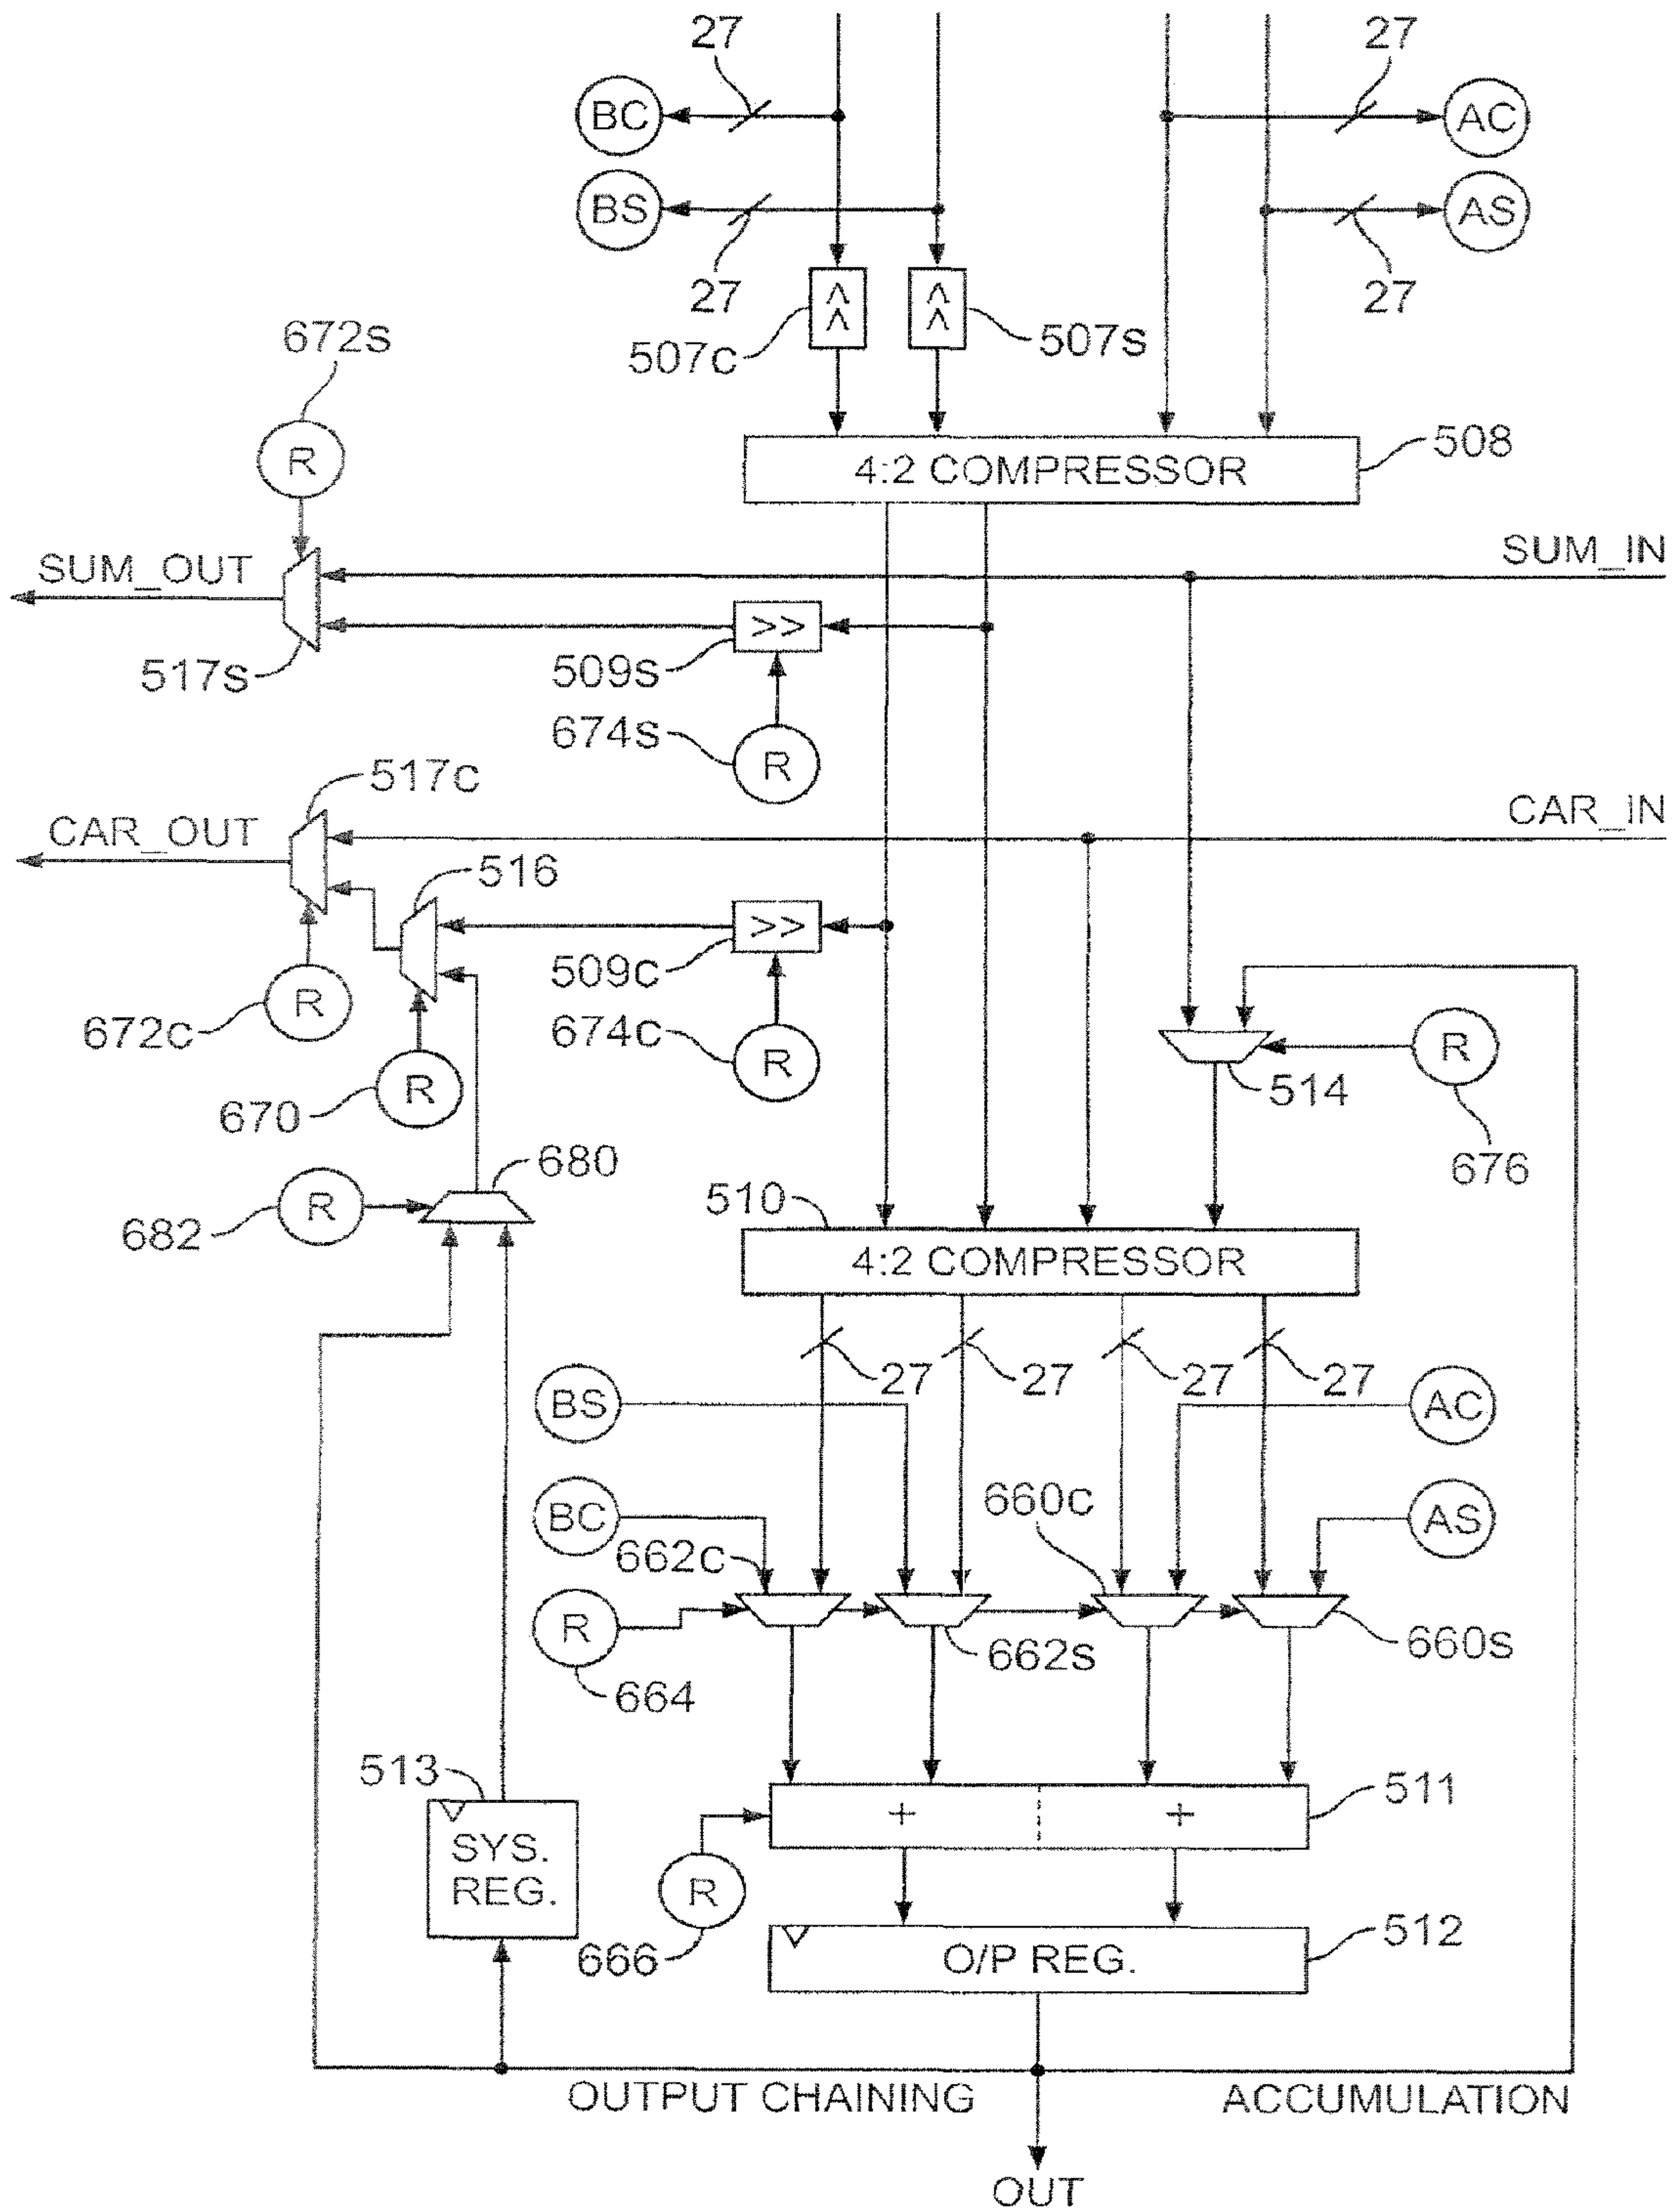 27
27
BC
AC
BS
AS
27
27
672s
507c
<<
<<
507s
R
4:2 COMPRESSOR
508
SUM_OUT
SUM_IN
517s
509s
>>
674s
R
517c
CAR_OUT
CAR_IN
516
509c
>>
672c
R
670
R
674c
R
514
R
676
680
682
R
510
4:2 COMPRESSOR
27
27
27
27
BS
AC
BC
662c
660c
AS
R
664
662s
660s
513
SYS.
REG.
+
+
511
R
666
O/P REG.
512
OUTPUT CHAINING
ACCUMULATION
OUT